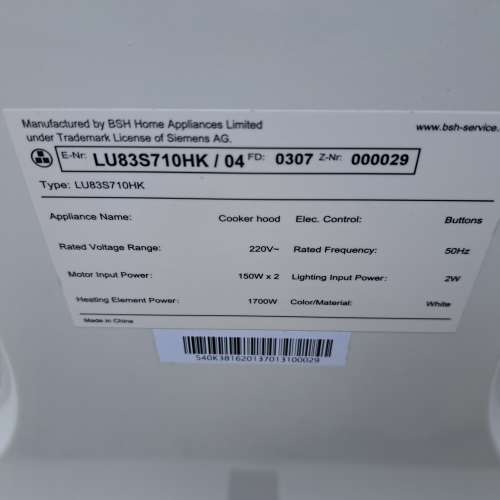 Manufactured by BSH Home Appliances Limited
under Trademark License of Siemens AG.
www.bsh-service.
E-Nr: LU83S710HK / 04 FD: 0307 Z-Nr: 000029
Type: LU83S710HK
Appliance Name: Cooker hood Elec. Control: Buttons
Rated Voltage Range: 220V~ Rated Frequency: 50Hz
Motor Input Power: 150W x 2 Lighting Input Power: 2W
Heating Element Power: 1700W Color/Material: White
Made in China
S40K381620137013100029